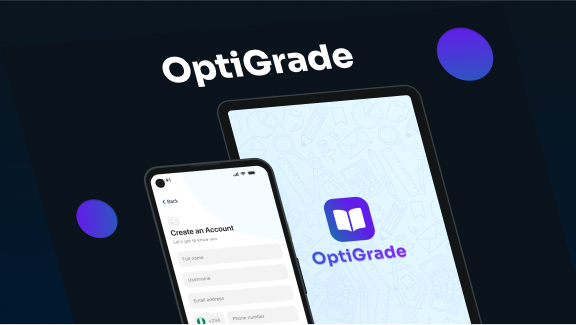 OptiGrade
:41
Back
Create an Account
Let's get to know you
Full name
Username
Email address
+234
Phone number
OptiGrade